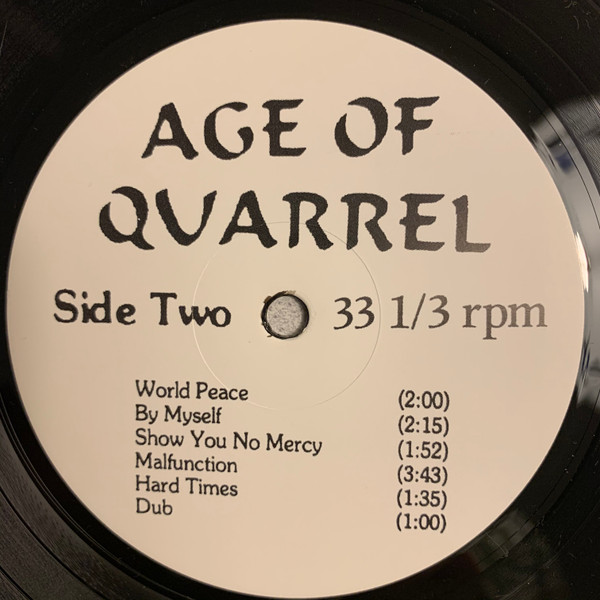 AGE OF
QUARREL
Side Two 33 1/3 rpm
World Peace (2:00)
By Myself (2:15)
Show You No Mercy (1:52)
Malfunction (3:43)
Hard Times (1:35)
Dub (1:00)